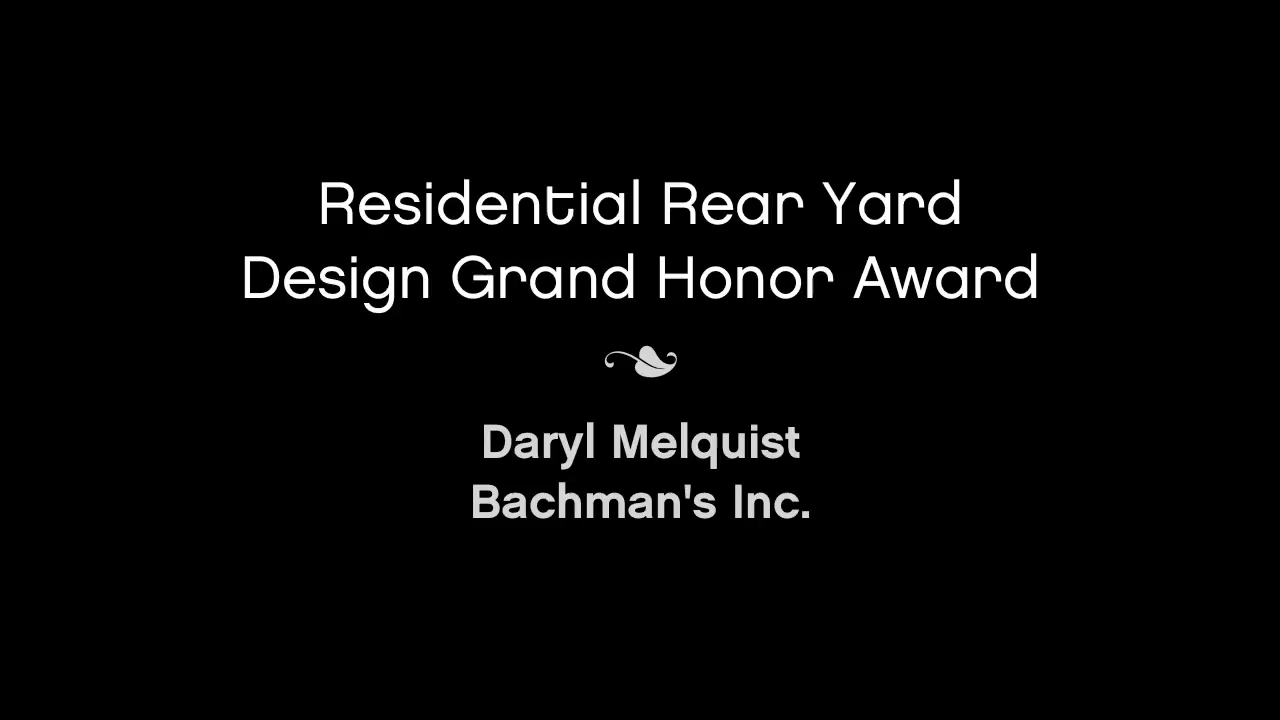 Residential Rear Yard
Design Grand Honor Award
Daryl Melquist
Bachman's Inc.